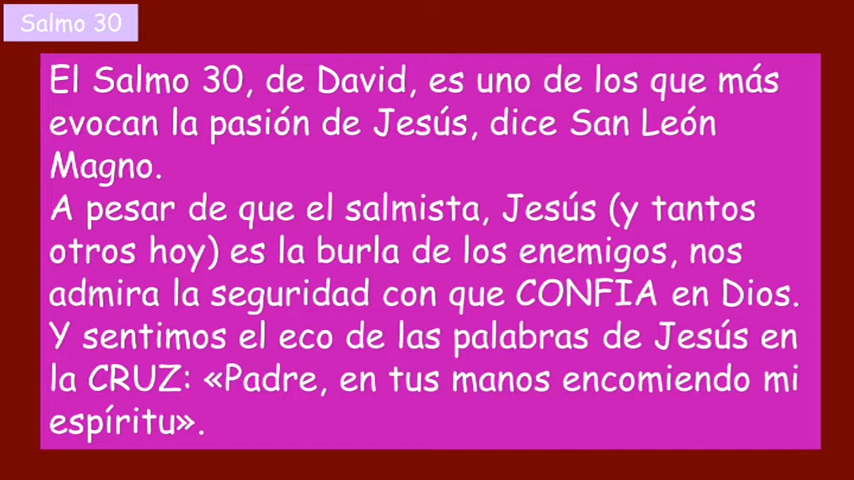 Salmo 30
El Salmo 30, de David, es uno de los que más
evocan la pasión de Jesús, dice San León
Magno.
A pesar de que el salmista, Jesús (y tantos
otros hoy) es la burla de los enemigos, nos
admira la seguridad con que CONFIA en Dios.
Y sentimos el eco de las palabras de Jesús en
la CRUZ: «Padre, en tus manos encomiendo mi
espíritu».